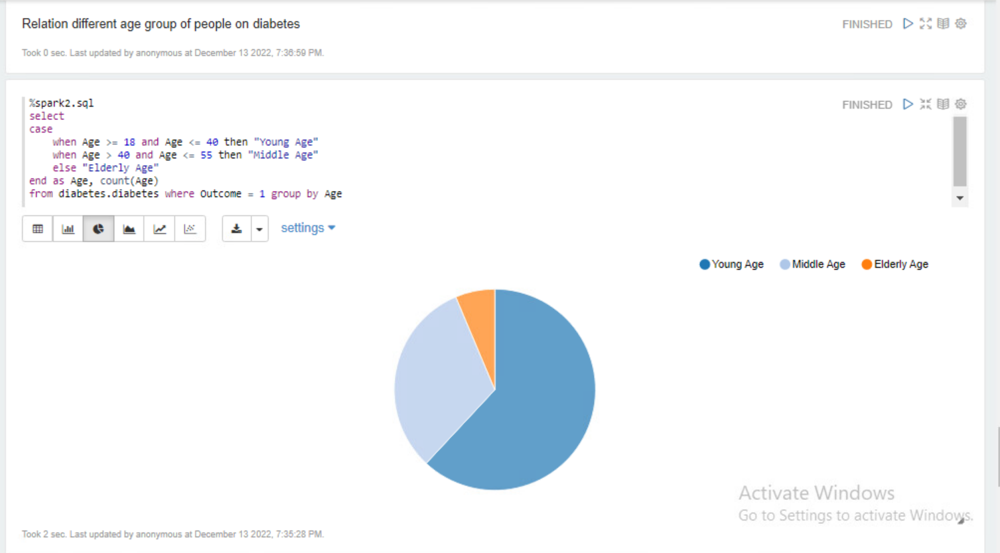 Relation different age group of people on diabetes
FINISHED
Took 0 sec. Last updated by anonymous at December 13 2022, 7:36:59 PM.
%spark2.sql
FINISHED
select
case
    when Age >= 18 and Age <= 40 then "Young Age"
    when Age > 40 and Age <= 55 then "Middle Age"
    else "Elderly Age"
end as Age, count(Age)
from diabetes.diabetes where Outcome = 1 group by Age
settings
Young Age Middle Age Elderly Age
Activate Windows
Go to Settings to activate Windows.
Took 2 sec. Last updated by anonymous at December 13 2022, 7:35:28 PM.